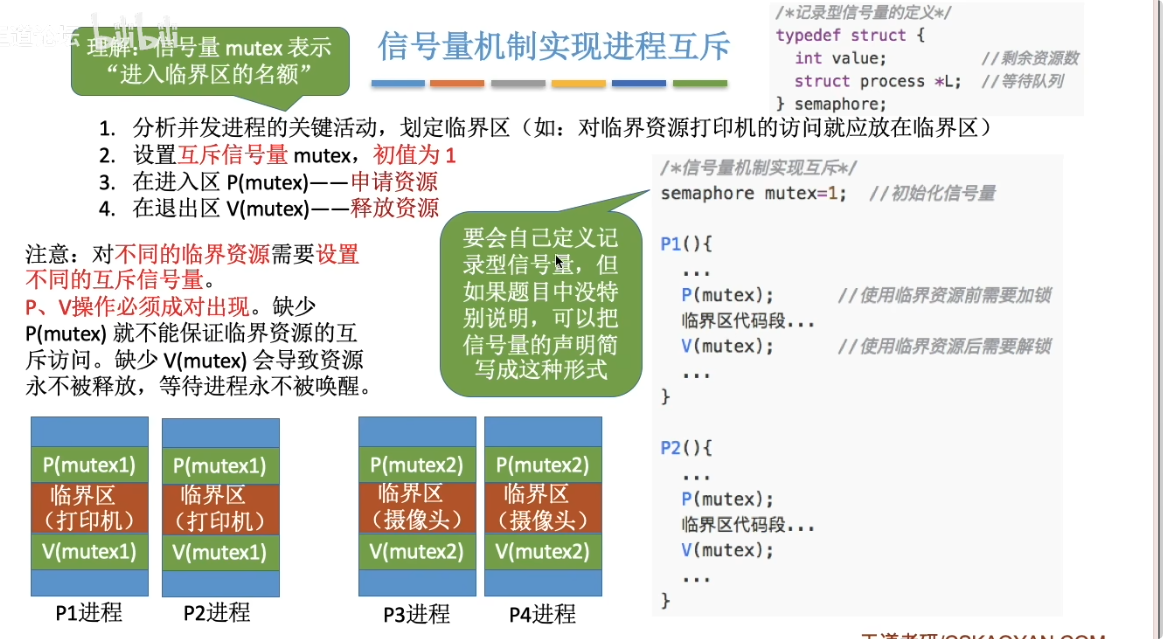 bilibili
理解：信号量 mutex 表示
“进入临界区的名额”
信号量机制实现进程互斥
/*记录型信号量的定义*/
typedef struct {
int value; //剩余资源数
struct process *L; //等待队列
} semaphore;
1. 分析并发进程的关键活动，划定临界区（如：对临界资源打印机的访问就应放在临界区）
2. 设置互斥信号量 mutex，初值为 1
3. 在进入区 P(mutex)——申请资源
4. 在退出区 V(mutex)——释放资源
注意：对不同的临界资源需要设置
不同的互斥信号量。
P、V操作必须成对出现。缺少
P(mutex) 就不能保证临界资源的互
斥访问。缺少 V(mutex) 会导致资源
永不被释放，等待进程永不被唤醒。
要会自己定义记
录型信号量，但
如果题目中没特
别说明，可以把
信号量的声明简
写成这种形式
/*信号量机制实现互斥*/
semaphore mutex=1; //初始化信号量
P1(){
...
P(mutex); //使用临界资源前需要加锁
临界区代码段...
V(mutex); //使用临界资源后需要解锁
...
}
P2(){
...
P(mutex);
临界区代码段...
V(mutex);
...
}
P(mutex1)
临界区
（打印机）
V(mutex1)
P1进程
P(mutex1)
临界区
（打印机）
V(mutex1)
P2进程
P(mutex2)
临界区
（摄像头）
V(mutex2)
P3进程
P(mutex2)
临界区
（摄像头）
V(mutex2)
P4进程